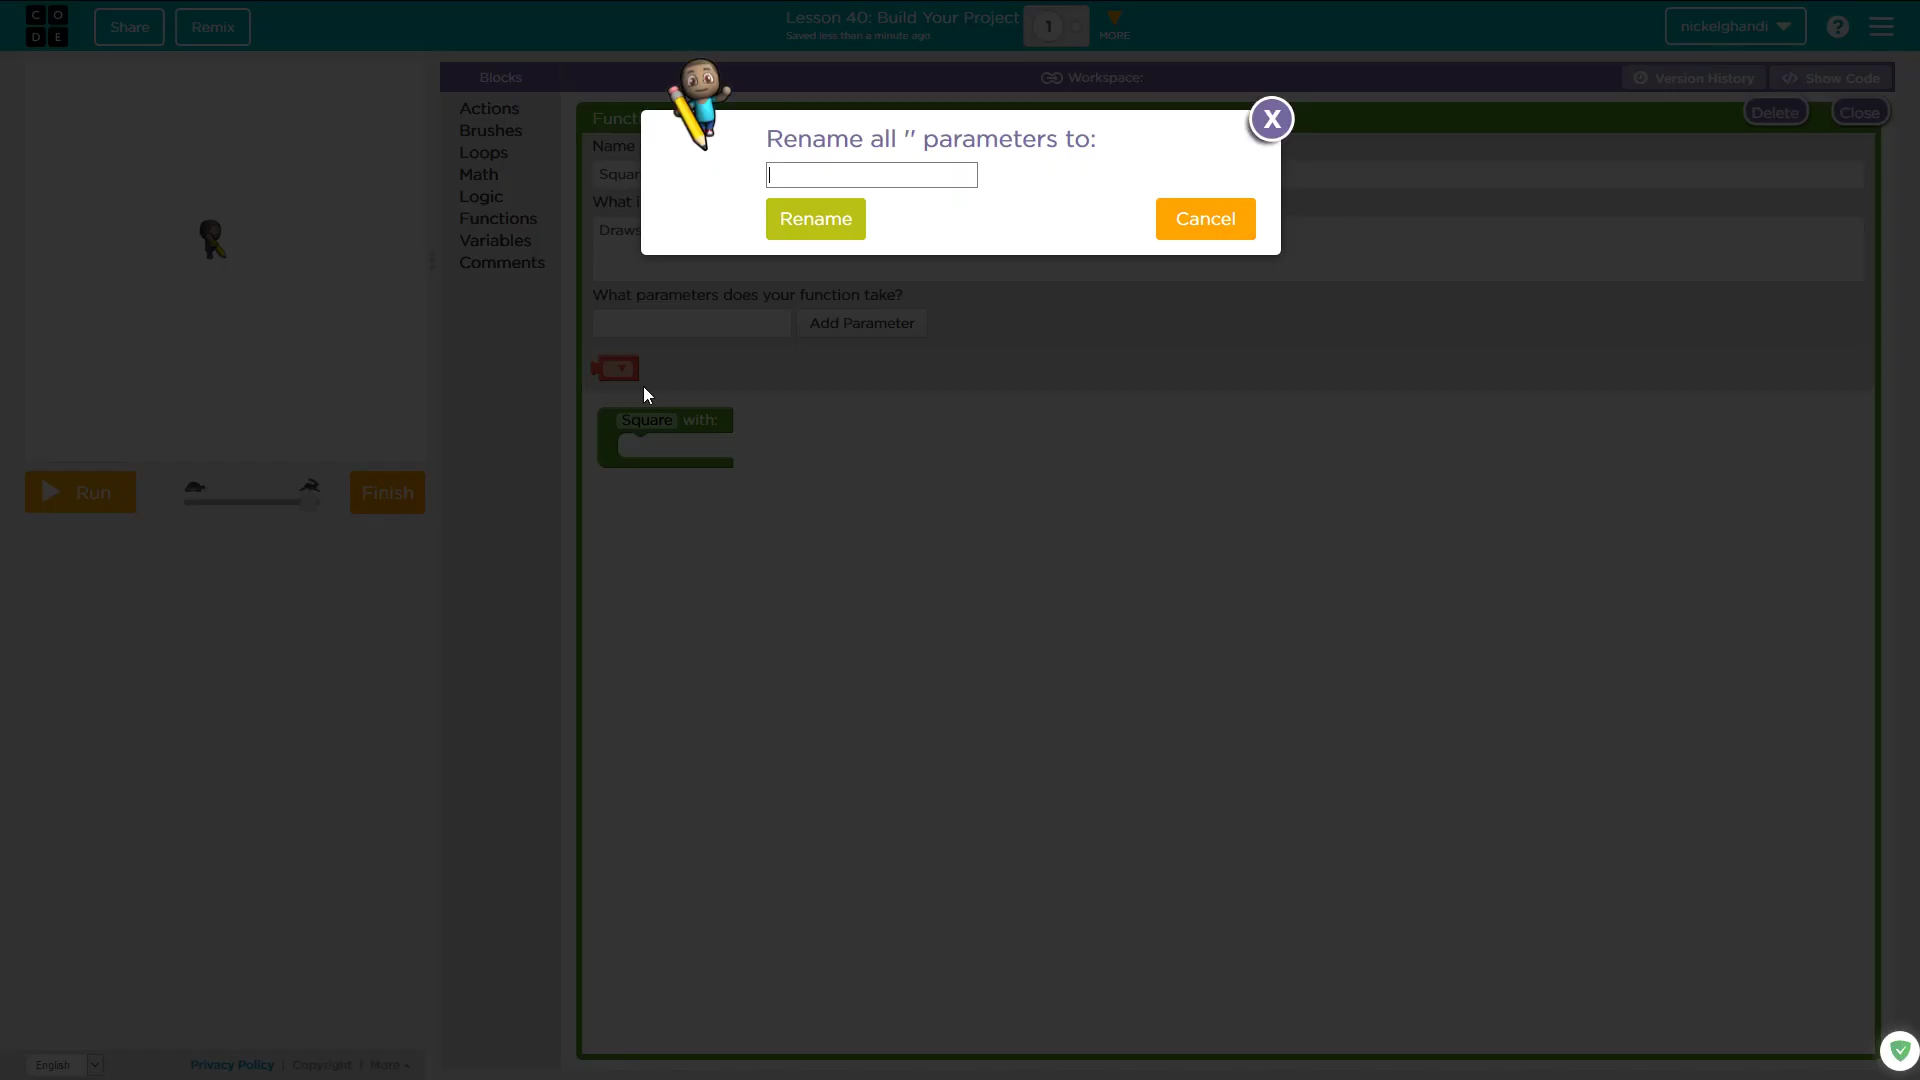 C O
D E
Share
Remix
Lesson 40: Build Your Project
Saved less than a minute ago
1
MORE
nickelghandi
?
Blocks
Workspace:
Version History
Show Code
Actions
Brushes
Loops
Math
Logic
Functions
Variables
Comments
Funct
Delete
Close
Name
Squar
What i
Draws
Rename all '' parameters to:
X
Rename
Cancel
What parameters does your function take?
Add Parameter
Square with:
Run
Finish
English
Privacy Policy | Copyright | More